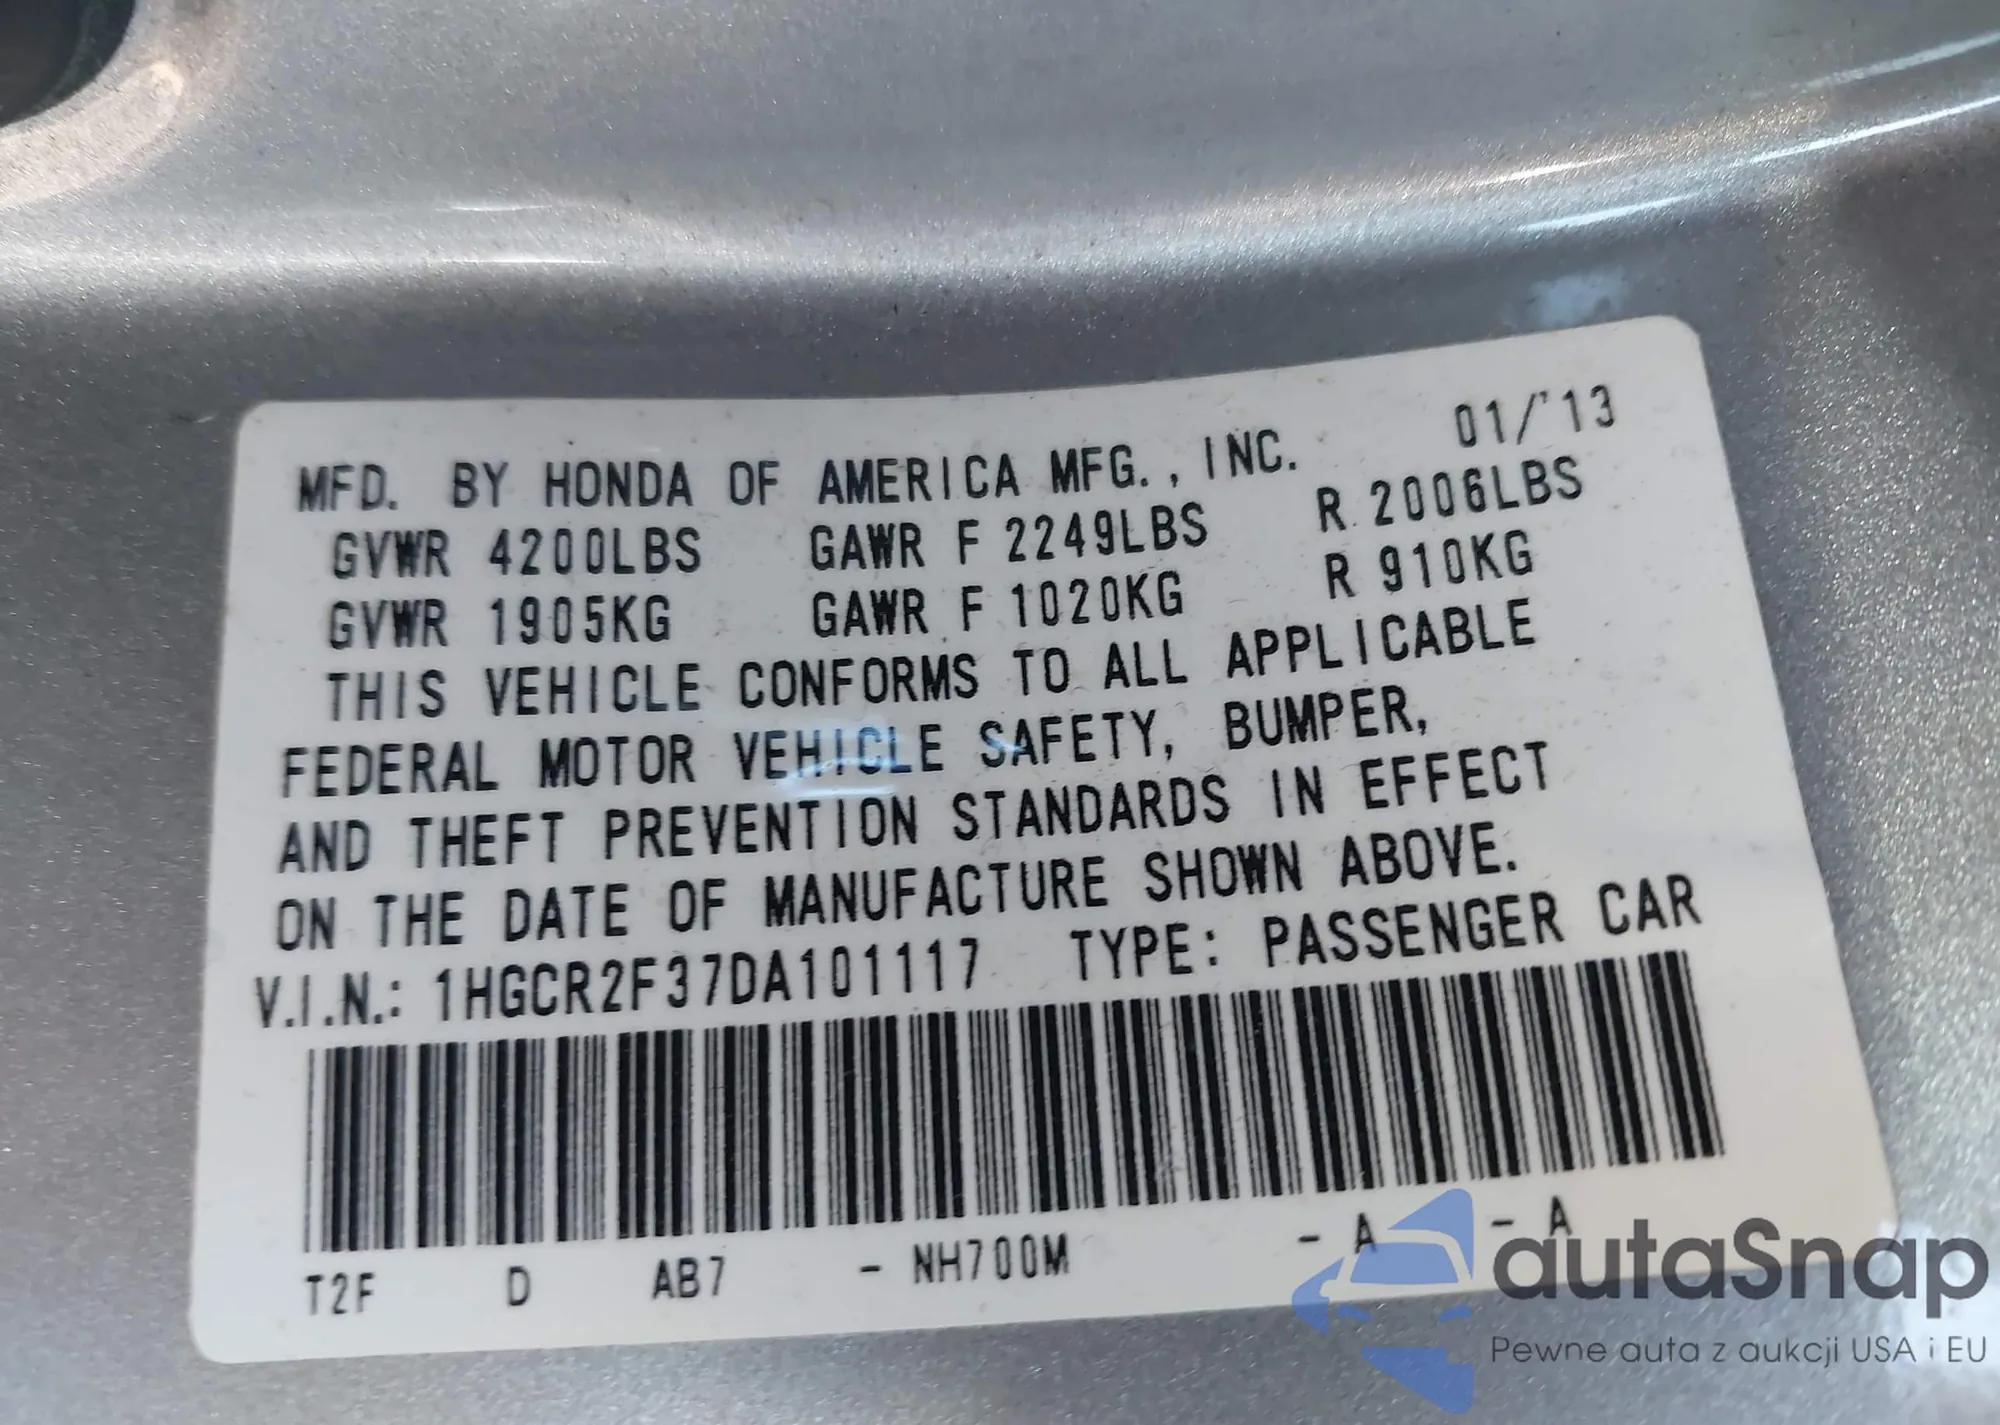 01/'13
MFD. BY HONDA OF AMERICA MFG., INC.
GVWR 4200LBS GAWR F 2249LBS R 2006LBS
GVWR 1905KG GAWR F 1020KG R 910KG
THIS VEHICLE CONFORMS TO ALL APPLICABLE
FEDERAL MOTOR VEHICLE SAFETY, BUMPER,
AND THEFT PREVENTION STANDARDS IN EFFECT
ON THE DATE OF MANUFACTURE SHOWN ABOVE.
V.I.N.: 1HGCR2F37DA101117 TYPE: PASSENGER CAR
T2F D AB7 - NH700M - A - A
autaSnap
Pewne auta z aukcji USA i EU